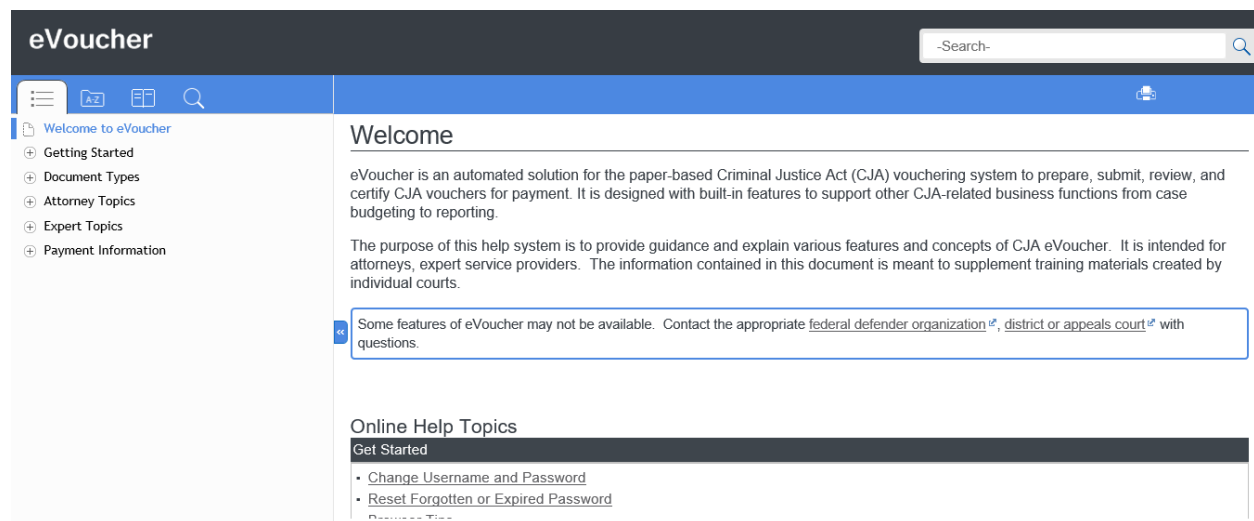 eVoucher
-Search-
A-Z
Welcome to eVoucher
Getting Started
Document Types
Attorney Topics
Expert Topics
Payment Information
Welcome
eVoucher is an automated solution for the paper-based Criminal Justice Act (CJA) vouchering system to prepare, submit, review, and
certify CJA vouchers for payment. It is designed with built-in features to support other CJA-related business functions from case
budgeting to reporting.
The purpose of this help system is to provide guidance and explain various features and concepts of CJA eVoucher.  It is intended for
attorneys, expert service providers.  The information contained in this document is meant to supplement training materials created by
individual courts.
Some features of eVoucher may not be available.  Contact the appropriate federal defender organization, district or appeals court with
questions.
Online Help Topics
Get Started
Change Username and Password
Reset Forgotten or Expired Password
Browser Tips